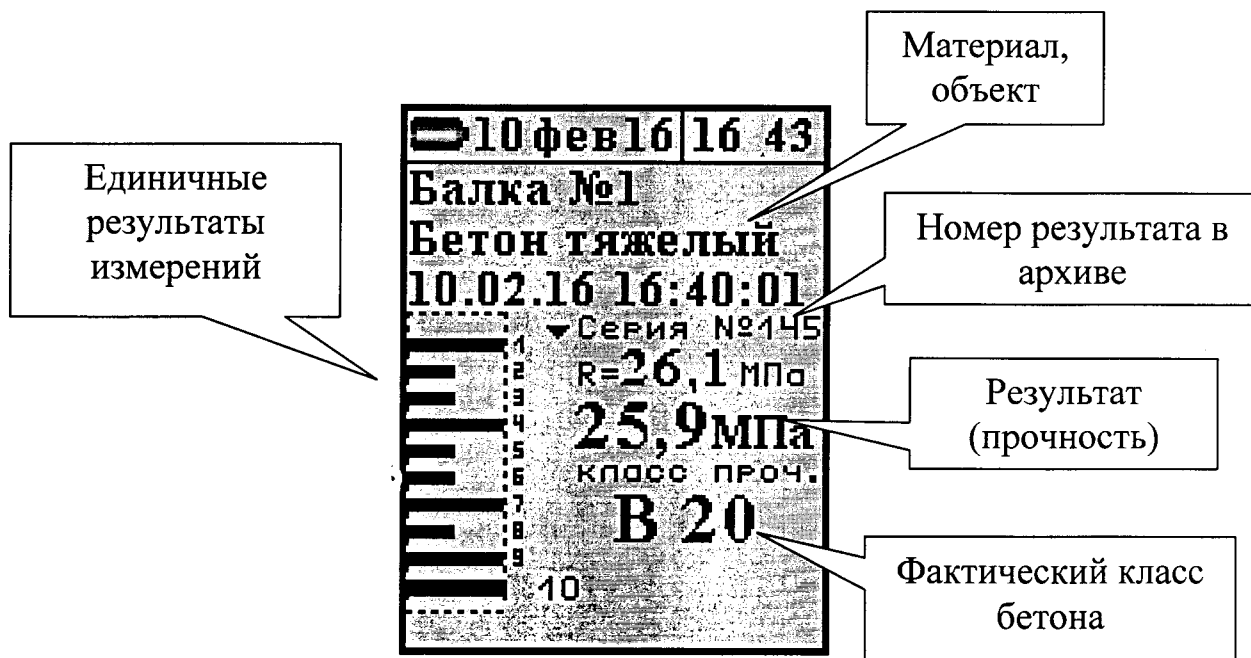 Материал,
объект
10фев16 16 43
Единичные
результаты
измерений
Балка №1
Бетон тяжелый
Номер результата в
архиве
10.02.16 16:40:01
Серия №145
1
2
3
4
5
6
7
8
9
10
R=26,1 МПа
25,9МПа
Результат
(прочность)
класс проч.
В 20
Фактический класс
бетона